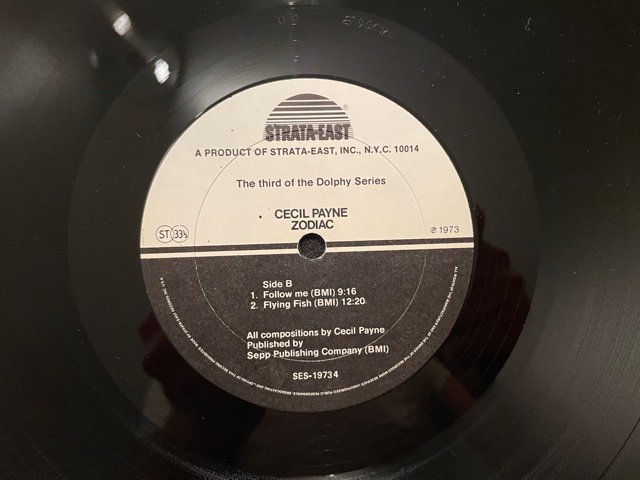 STRATA-EAST
®
A PRODUCT OF STRATA-EAST, INC., N.Y.C. 10014
The third of the Dolphy Series
CECIL PAYNE
ZODIAC
ST 33⅓
℗ 1973
Side B
1. Follow me (BMI) 9:16
2. Flying Fish (BMI) 12:20
All compositions by Cecil Payne
Published by
Sepp Publishing Company (BMI)
SES-19734